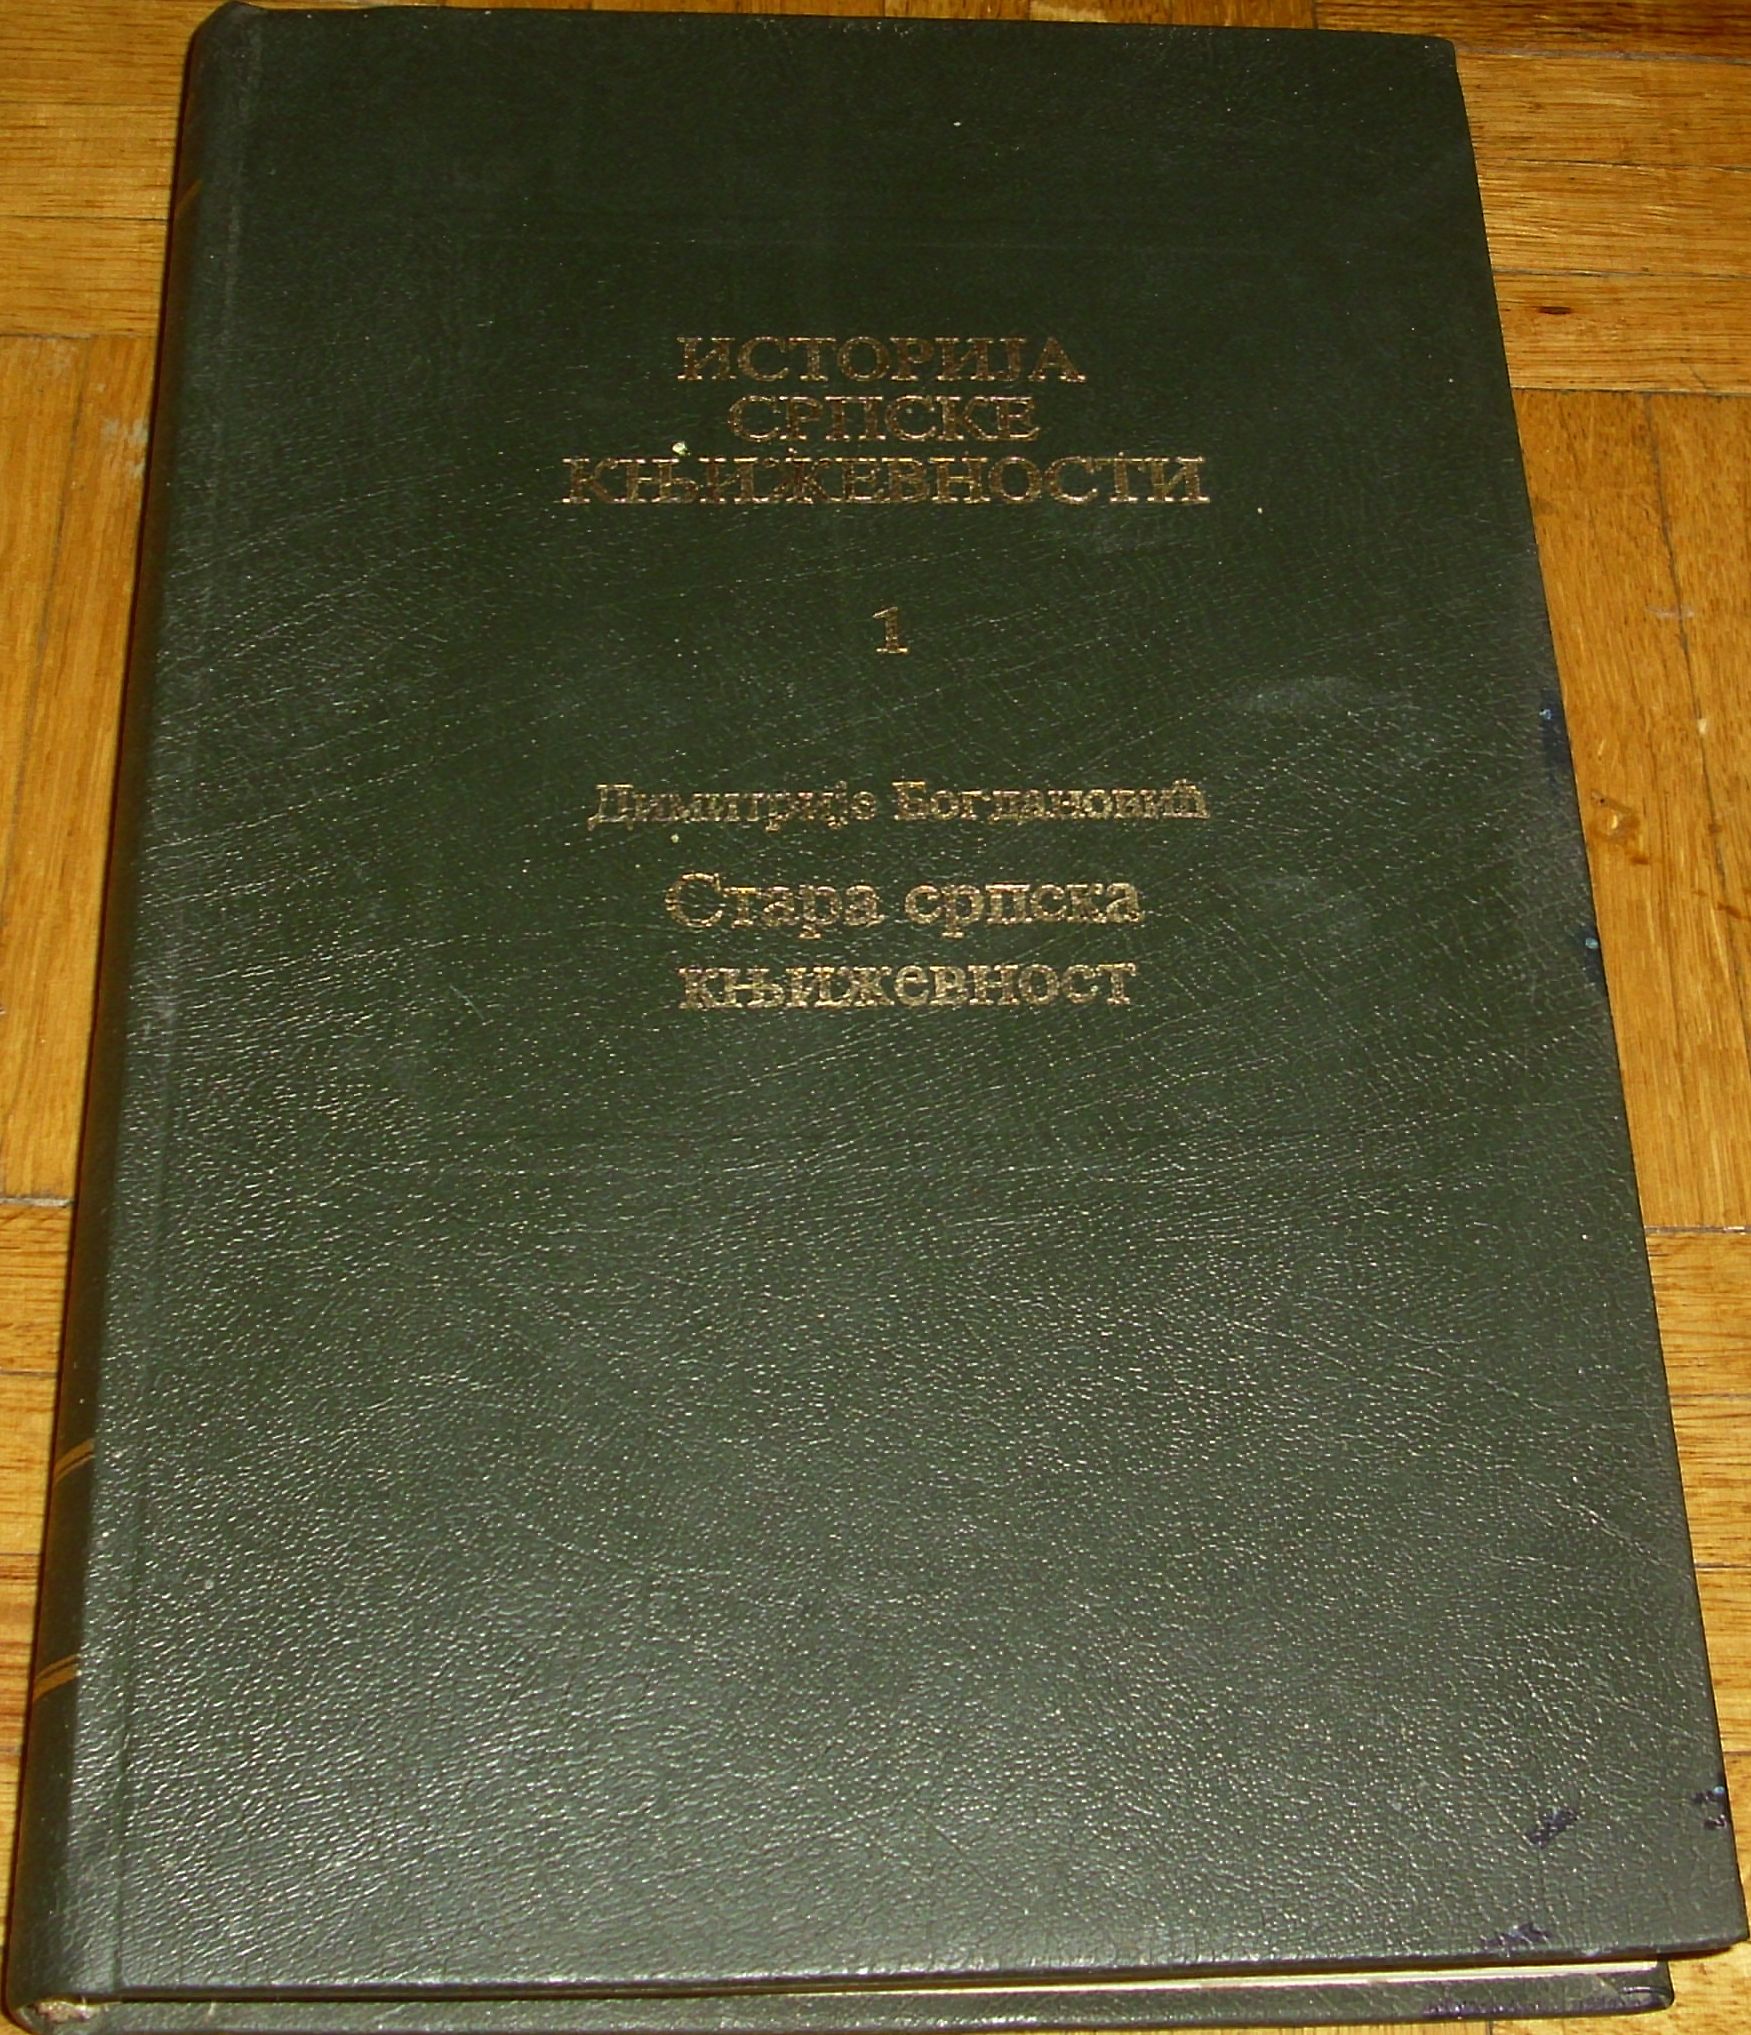 ИСТОРИЈА
СРПСКЕ
КЊИЖЕВНОСТИ
1
Димитрије Богдановић
Стара српска
књижевност